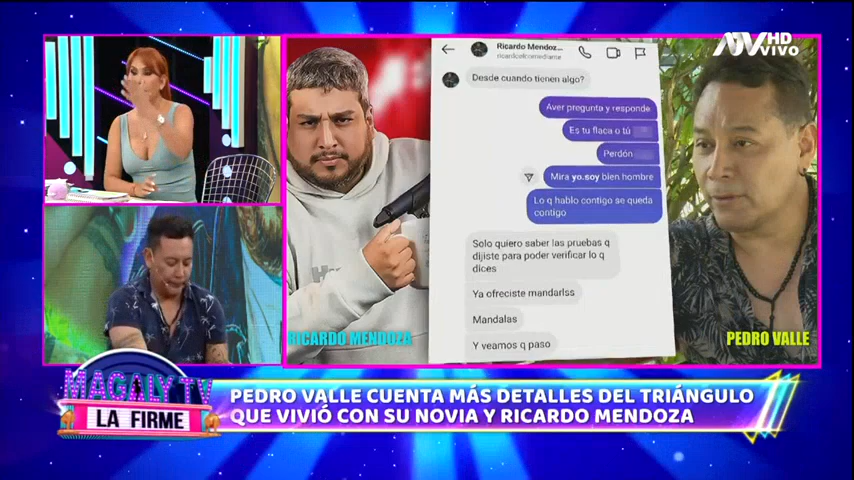 ATV HD
VIVO
Ricardo Mendoz...
ricardoelcomediante
Desde cuando tienen algo?
Aver pregunta y responde
Es tu flaca o tú
Perdón
Mira yo.soy bien hombre
Lo q hablo contigo se queda
contigo
Solo quiero saber las pruebas q
dijiste para poder verificar lo q
dices
Ya ofreciste mandarlss
Mandalas
Y veamos q paso
RICARDO MENDOZA
PEDRO VALLE
MAGALY TV
LA FIRME
PEDRO VALLE CUENTA MÁS DETALLES DEL TRIÁNGULO
QUE VIVIÓ CON SU NOVIA Y RICARDO MENDOZA